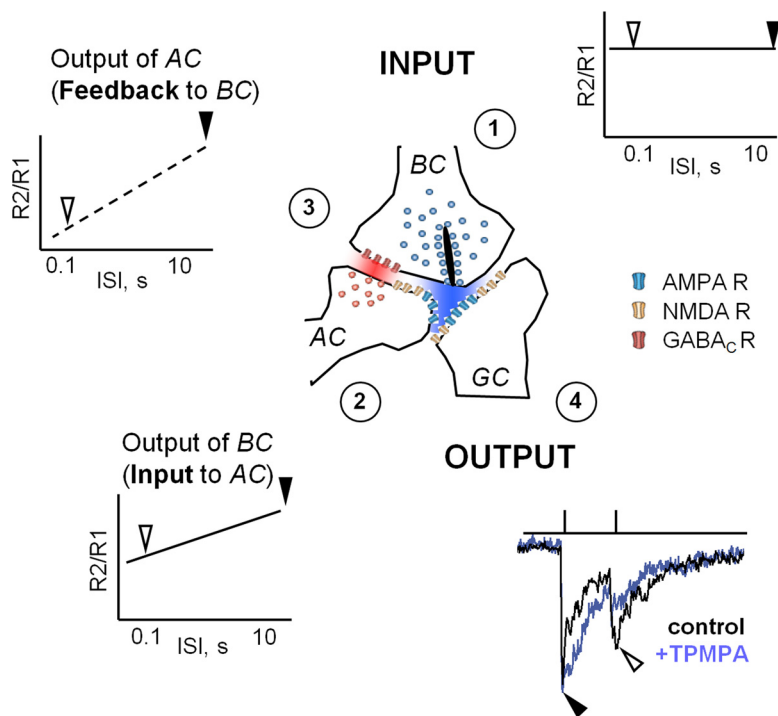 Output of AC
(Feedback to BC)
R2/R1
0.1
10
ISI, s
INPUT
R2/R1
0.1
10
ISI, s
1
BC
3
AC
GC
2
4
AMPA R
NMDA R
GABAC R
Output of BC
(Input to AC)
R2/R1
0.1
10
ISI, s
OUTPUT
control
+TPMPA